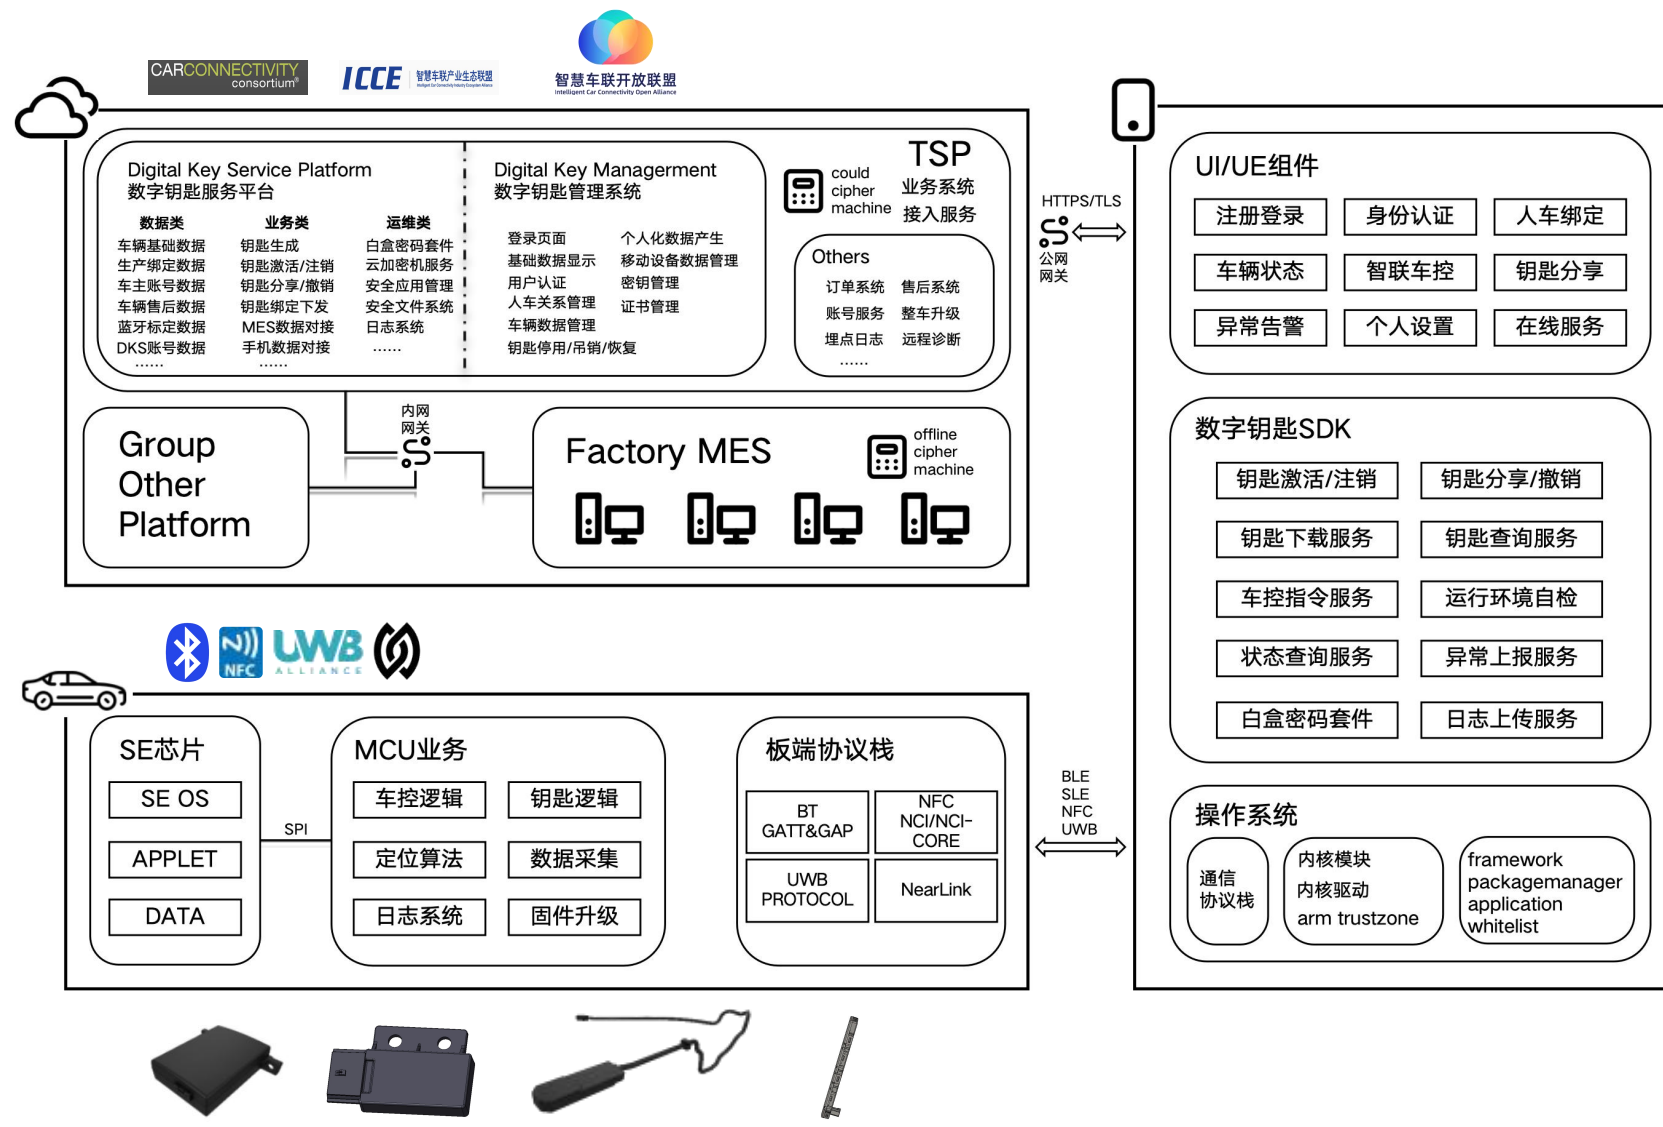 CARCONNECTIVITY
consortium®
ICCE
智慧车联产业生态联盟
Intelligent Car Connectivity Industry Ecosystem Alliance
智慧车联开放联盟
Intelligent Car Connectivity Open Alliance
Digital Key Service Platform
数字钥匙服务平台
数据类
车辆基础数据
生产绑定数据
车主账号数据
车辆售后数据
蓝牙标定数据
DKS账号数据
……
业务类
钥匙生成
钥匙激活/注销
钥匙分享/撤销
钥匙绑定下发
MES数据对接
手机数据对接
……
运维类
白盒密码套件
云加密机服务
安全应用管理
安全文件系统
日志系统
……
Digital Key Managerment
数字钥匙管理系统
登录页面
基础数据显示
用户认证
人车关系管理
车辆数据管理
钥匙停用/吊销/恢复
个人化数据产生
移动设备数据管理
密钥管理
证书管理
could
cipher
machine
TSP
业务系统
接入服务
Others
订单系统
售后系统
账号服务
整车升级
埋点日志
远程诊断
……
内网
网关
Group
Other
Platform
Factory MES
offline
cipher
machine
HTTPS/TLS
公网
网关
UI/UE组件
注册登录
身份认证
人车绑定
车辆状态
智联车控
钥匙分享
异常告警
个人设置
在线服务
数字钥匙SDK
钥匙激活/注销
钥匙分享/撤销
钥匙下载服务
钥匙查询服务
车控指令服务
运行环境自检
状态查询服务
异常上报服务
白盒密码套件
日志上传服务
操作系统
通信
协议栈
内核模块
内核驱动
arm trustzone
framework
packagemanager
application
whitelist
NFC
UWB
ALLIANCE
SE芯片
SE OS
APPLET
DATA
SPI
MCU业务
车控逻辑
钥匙逻辑
定位算法
数据采集
日志系统
固件升级
板端协议栈
BT
GATT&GAP
NFC
NCI/NCI-
CORE
UWB
PROTOCOL
NearLink
BLE
SLE
NFC
UWB